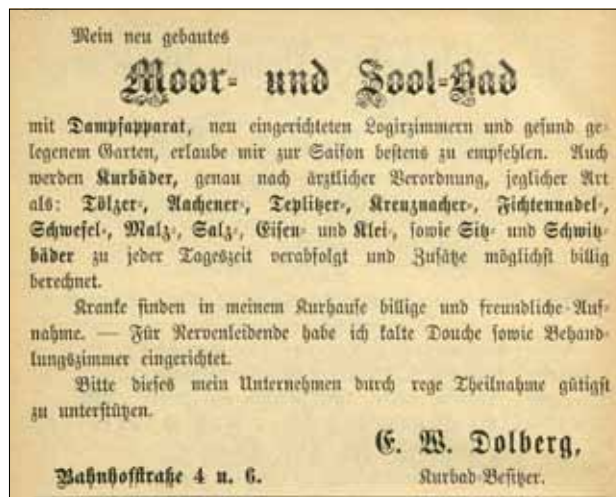 Mein neu gebautes
Moor- und Sool-Bad
mit Dampfapparat, neu eingerichteten Logirzimmern und gesund ge-
legenem Garten, erlaube mir zur Saison bestens zu empfehlen. Auch
werden Kurbäder, genau nach ärztlicher Verordnung, jeglicher Art
als: Tölzer-, Aachener-, Teplitzer-, Kreuznacher-, Fichtennadel-,
Schwefel-, Malz-, Salz-, Eisen- und Klei-, sowie Sitz- und Schwitz-
bäder zu jeder Tageszeit verabfolgt und Zusätze möglichst billig
berechnet.
Kranke finden in meinem Kurhause billige und freundliche Auf-
nahme. — Für Nervenleidende habe ich kalte Douche sowie Behand-
lungszimmer eingerichtet.
Bitte dieses mein Unternehmen durch rege Theilnahme gütigst
zu unterstützen.
E. W. Dolberg,
Bahnhofstraße 4 u. 6. Kurbad-Besitzer.